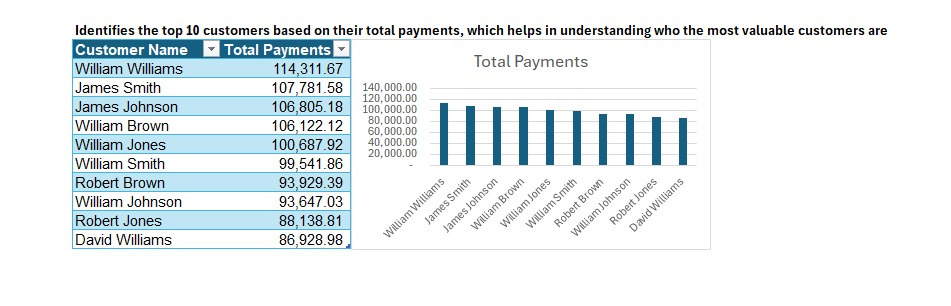 Identifies the top 10 customers based on their total payments, which helps in understanding who the most valuable customers are
Customer Name Total Payments
William Williams 114,311.67
James Smith 107,781.58
James Johnson 106,805.18
William Brown 106,122.12
William Jones 100,687.92
William Smith 99,541.86
Robert Brown 93,929.39
William Johnson 93,647.03
Robert Jones 88,138.81
David Williams 86,928.98
Total Payments
140,000.00
120,000.00
100,000.00
80,000.00
60,000.00
40,000.00
20,000.00
-
William Williams
James Smith
James Johnson
William Brown
William Jones
William Smith
Robert Brown
William Johnson
Robert Jones
David Williams